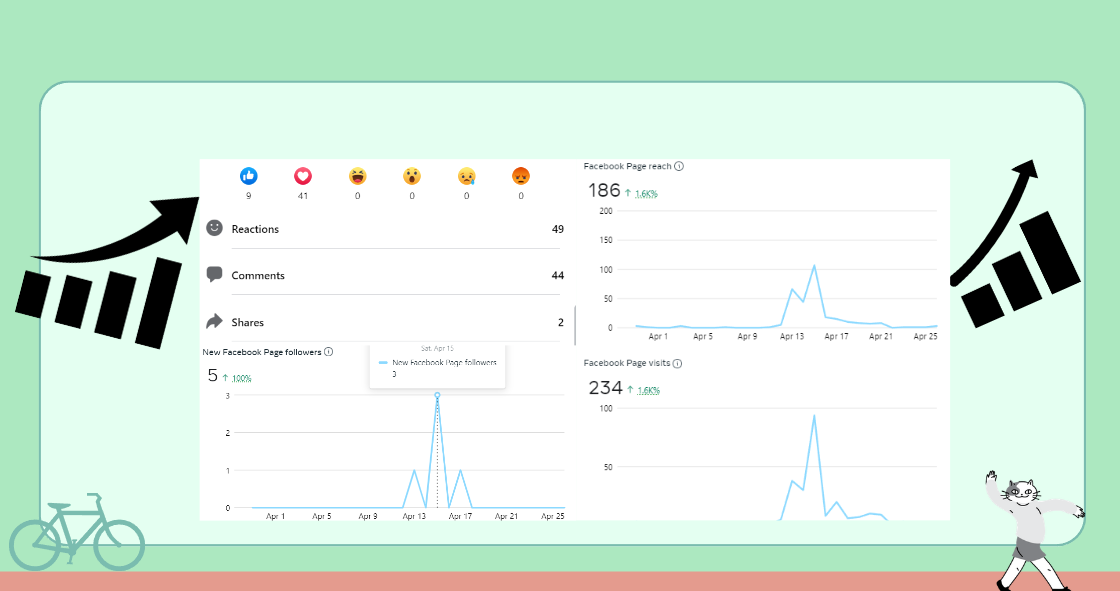 9 41 0 0 0 0
Reactions 49
Comments 44
Shares 2
New Facebook Page followers
5 ↑ 100%
Sat, Apr 15
New Facebook Page followers
3
3
2
1
0
Apr 1 Apr 5 Apr 9 Apr 13 Apr 17 Apr 21 Apr 25
Facebook Page reach
186 ↑ 1.6K%
200
150
100
50
0
Apr 1 Apr 5 Apr 9 Apr 13 Apr 17 Apr 21 Apr 25
Facebook Page visits
234 ↑ 1.6K%
100
50